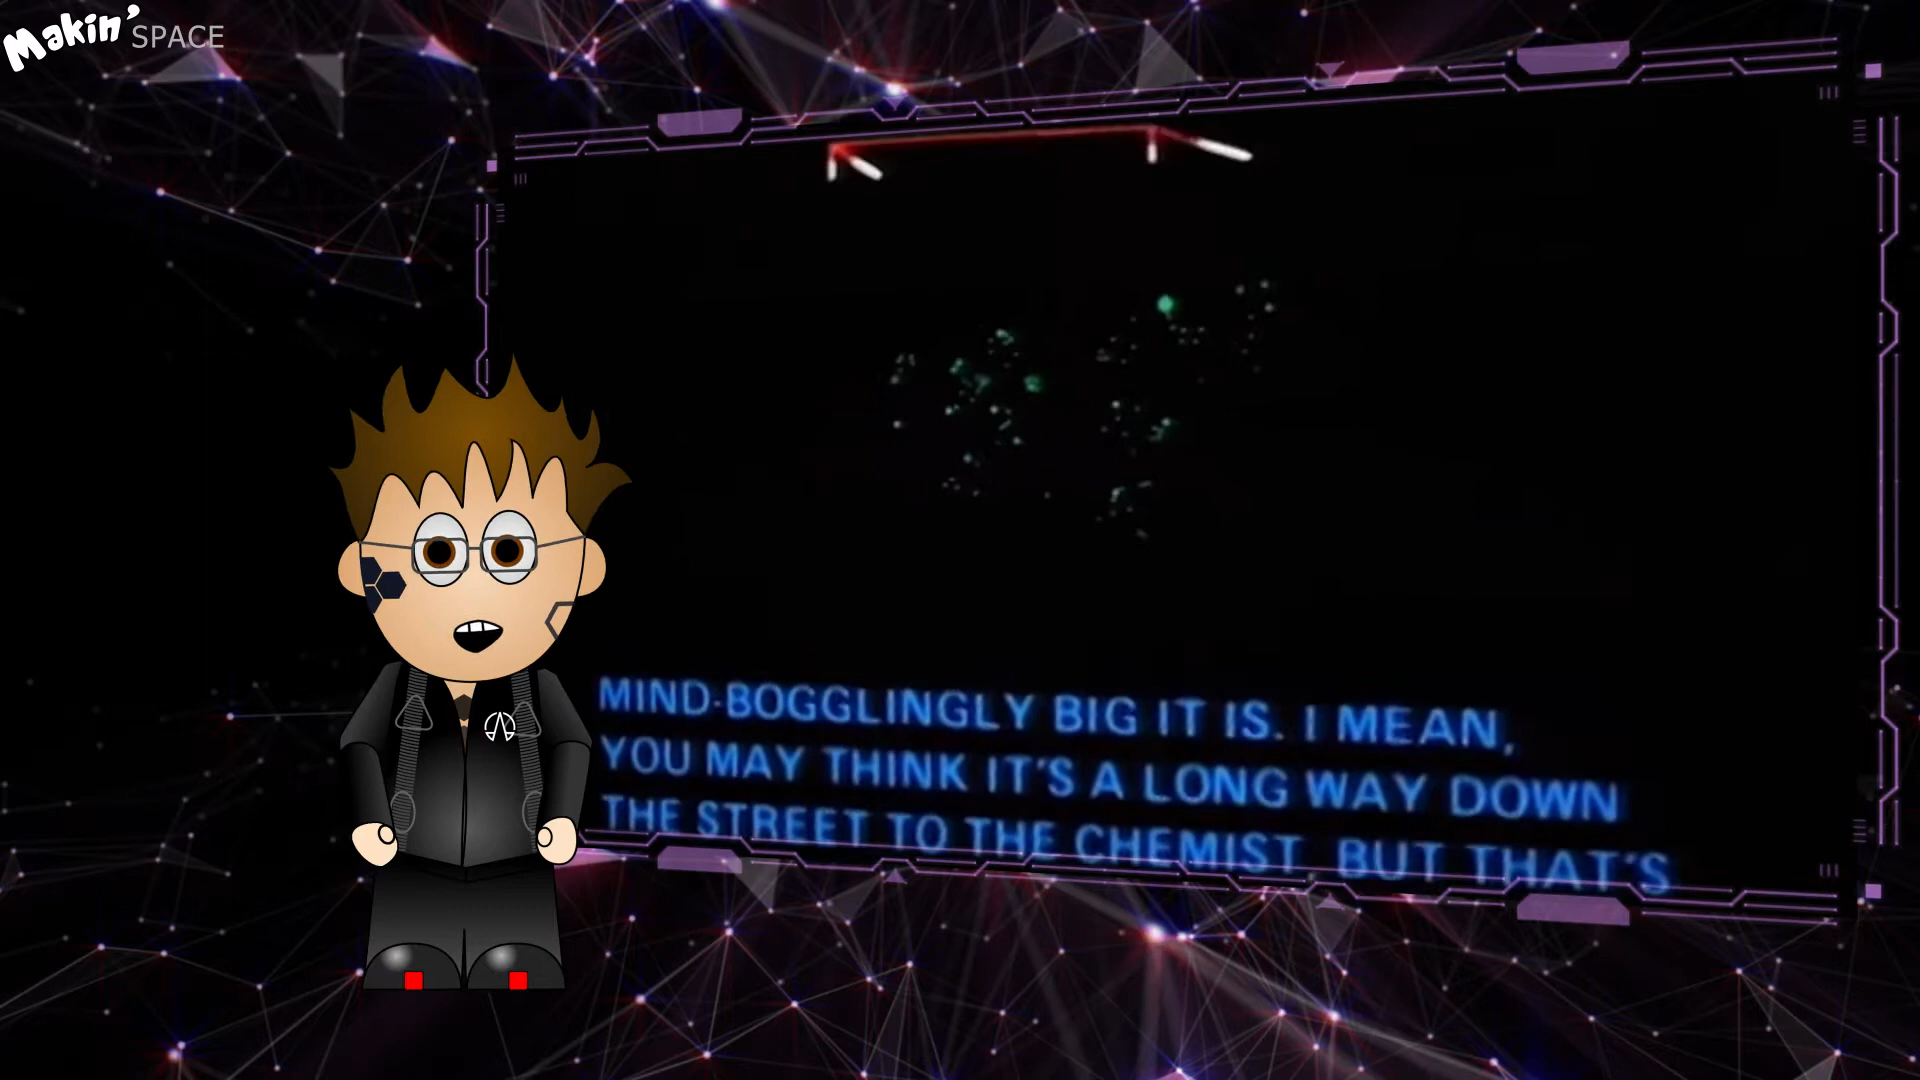 Makin' SPACE
MIND-BOGGLINGLY BIG IT IS. I MEAN,
YOU MAY THINK IT'S A LONG WAY DOWN
THE STREET TO THE CHEMIST BUT THAT'S